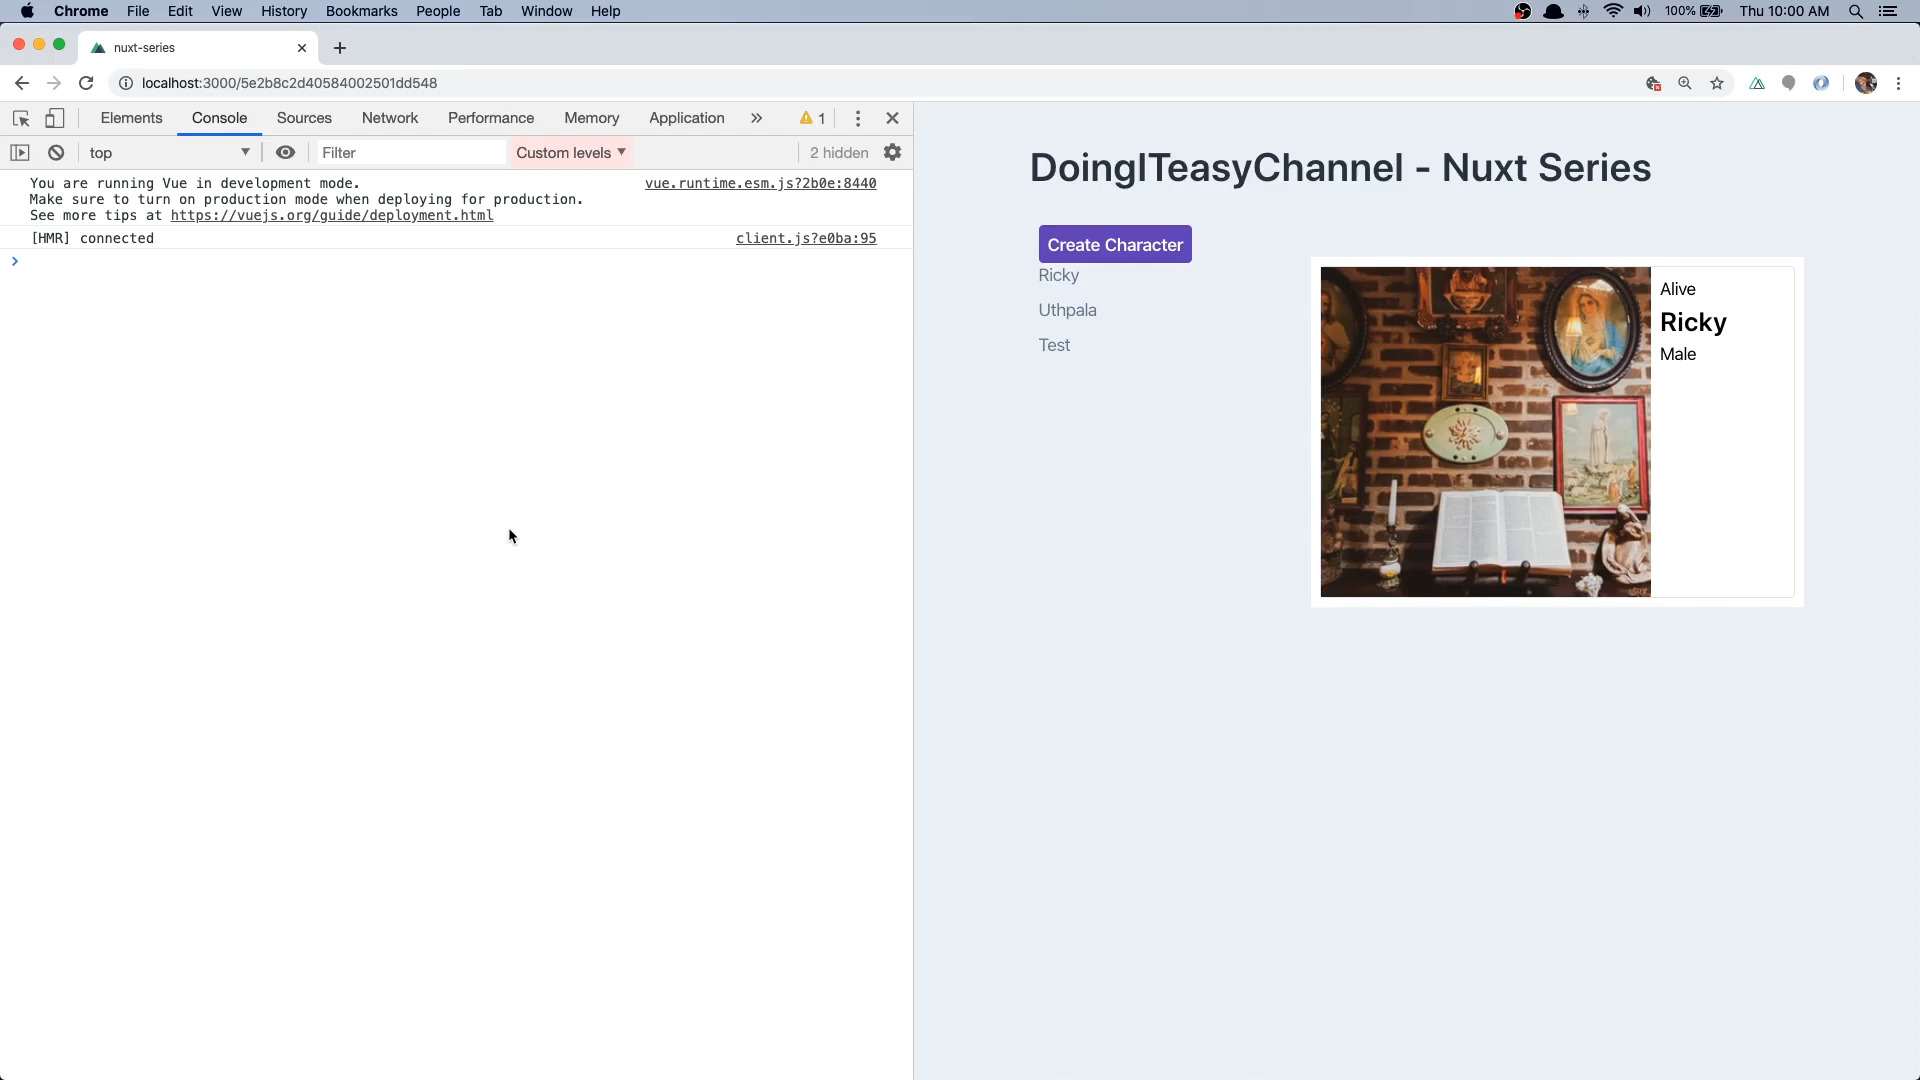 Chrome File Edit View History Bookmarks People Tab Window Help 100% Thu 10:00 AM
nuxt-series
localhost:3000/5e2b8c2d40584002501dd548
Elements Console Sources Network Performance Memory Application » 1
top Filter Custom levels 2 hidden
You are running Vue in development mode. vue.runtime.esm.js?2b0e:8440
Make sure to turn on production mode when deploying for production.
See more tips at https://vuejs.org/guide/deployment.html
[HMR] connected client.js?e0ba:95
DoingITeasyChannel - Nuxt Series
Create Character
Ricky
Uthpala
Test
Alive
Ricky
Male